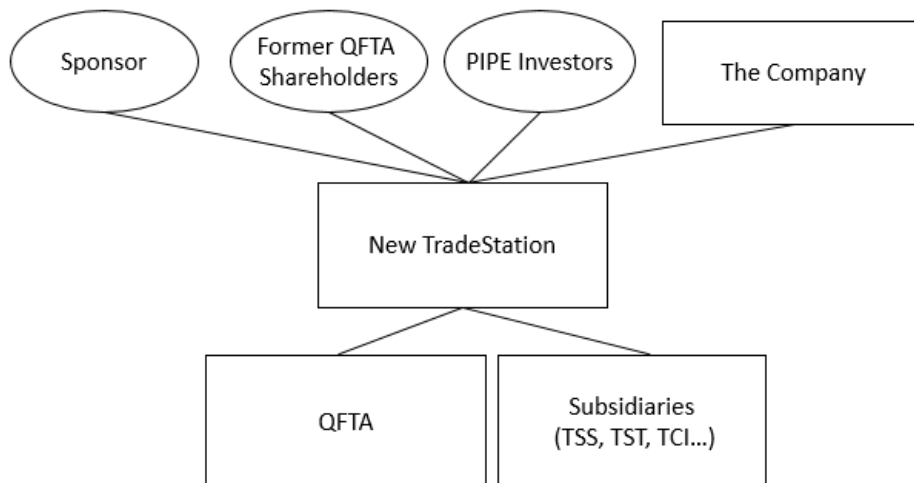 Sponsor
Former QFTA
Shareholders
PIPE Investors
The Company
New TradeStation
QFTA
Subsidiaries
(TSS, TST, TCI...)